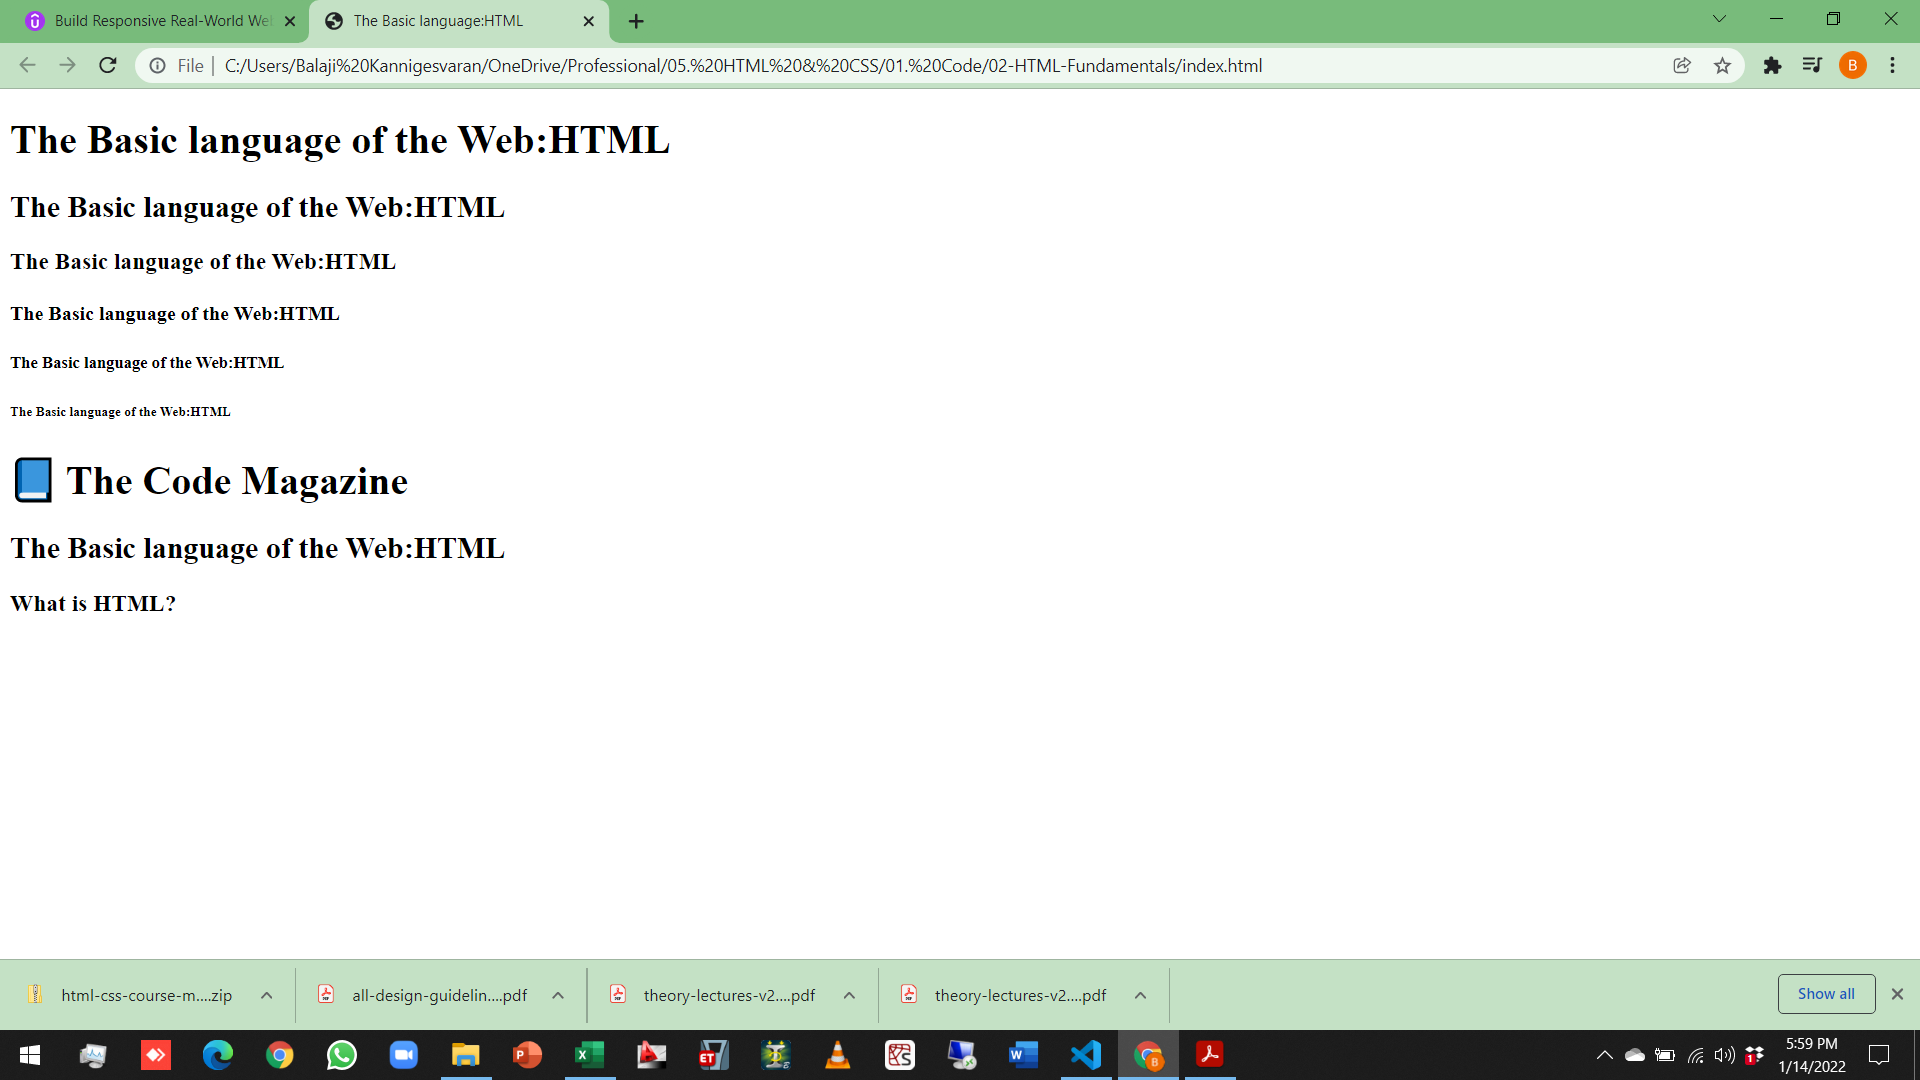 Build Responsive Real-World We
The Basic language:HTML
File
C:/Users/Balaji%20Kannigesvaran/OneDrive/Professional/05.%20HTML%20&%20CSS/01.%20Code/02-HTML-Fundamentals/index.html
B
The Basic language of the Web:HTML
The Basic language of the Web:HTML
The Basic language of the Web:HTML
The Basic language of the Web:HTML
The Basic language of the Web:HTML
The Basic language of the Web:HTML
📘 The Code Magazine
The Basic language of the Web:HTML
What is HTML?
html-css-course-m....zip
all-design-guidelin....pdf
theory-lectures-v2....pdf
theory-lectures-v2....pdf
Show all
5:59 PM
1/14/2022